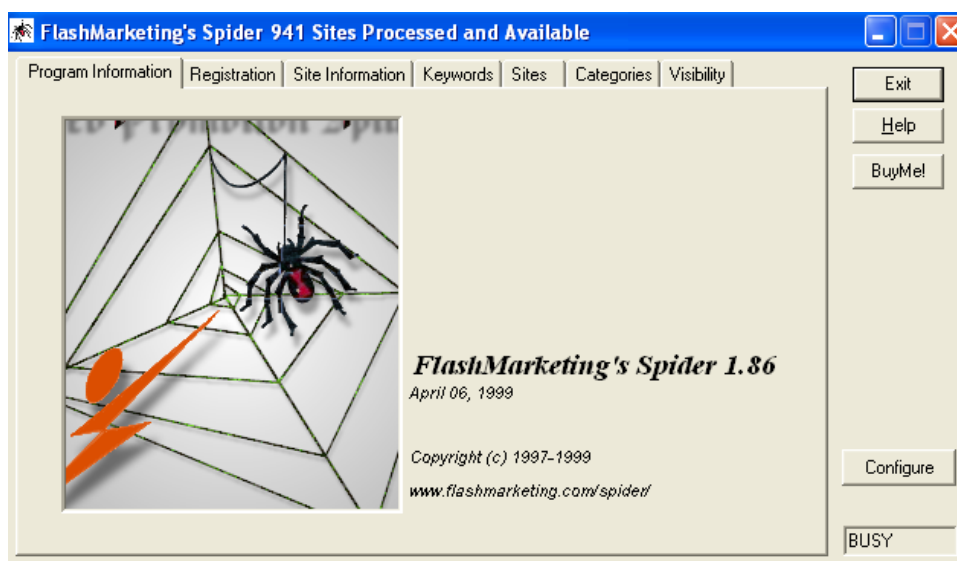 FlashMarketing's Spider 941 Sites Processed and Available
Program Information Registration Site Information Keywords Sites Categories Visibility
Exit
Help
BuyMe!
FlashMarketing's Spider 1.86
April 06, 1999
Copyright (c) 1997-1999
www.flashmarketing.com/spider/
Configure
BUSY